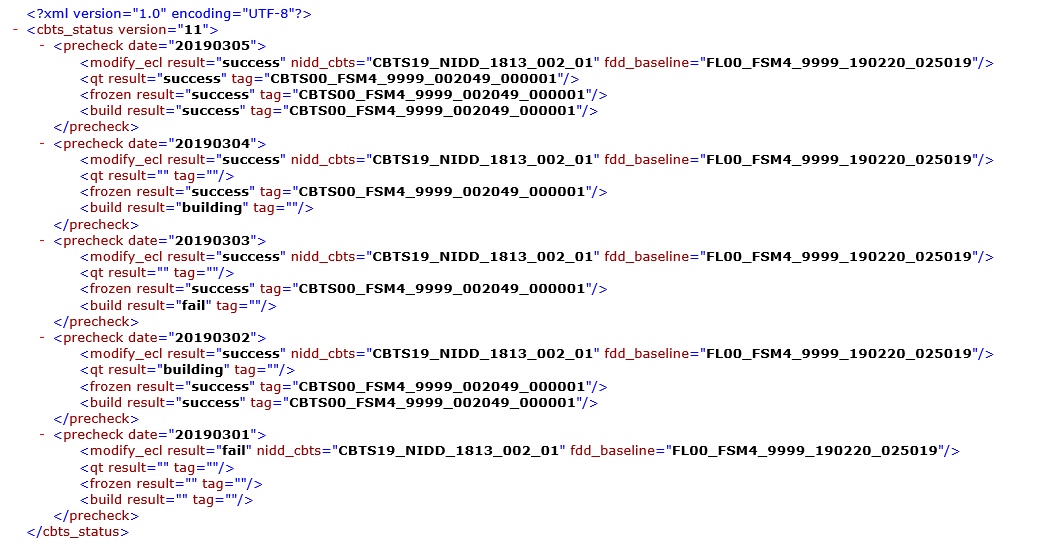 <?xml version="1.0" encoding="UTF-8"?>
- <cbts_status version="11">
- <precheck date="20190305">
<modify_ecl result="success" nidd_cbts="CBTS19_NIDD_1813_002_01" fdd_baseline="FL00_FSM4_9999_190220_025019"/>
<qt result="success" tag="CBTS00_FSM4_9999_002049_000001"/>
<frozen result="success" tag="CBTS00_FSM4_9999_002049_000001"/>
<build result="success" tag="CBTS00_FSM4_9999_002049_000001"/>
</precheck>
- <precheck date="20190304">
<modify_ecl result="success" nidd_cbts="CBTS19_NIDD_1813_002_01" fdd_baseline="FL00_FSM4_9999_190220_025019"/>
<qt result="" tag=""/>
<frozen result="success" tag="CBTS00_FSM4_9999_002049_000001"/>
<build result="building" tag=""/>
</precheck>
- <precheck date="20190303">
<modify_ecl result="success" nidd_cbts="CBTS19_NIDD_1813_002_01" fdd_baseline="FL00_FSM4_9999_190220_025019"/>
<qt result="" tag=""/>
<frozen result="success" tag="CBTS00_FSM4_9999_002049_000001"/>
<build result="fail" tag=""/>
</precheck>
- <precheck date="20190302">
<modify_ecl result="success" nidd_cbts="CBTS19_NIDD_1813_002_01" fdd_baseline="FL00_FSM4_9999_190220_025019"/>
<qt result="building" tag=""/>
<frozen result="success" tag="CBTS00_FSM4_9999_002049_000001"/>
<build result="success" tag="CBTS00_FSM4_9999_002049_000001"/>
</precheck>
- <precheck date="20190301">
<modify_ecl result="fail" nidd_cbts="CBTS19_NIDD_1813_002_01" fdd_baseline="FL00_FSM4_9999_190220_025019"/>
<qt result="" tag=""/>
<frozen result="" tag=""/>
<build result="" tag=""/>
</precheck>
</cbts_status>